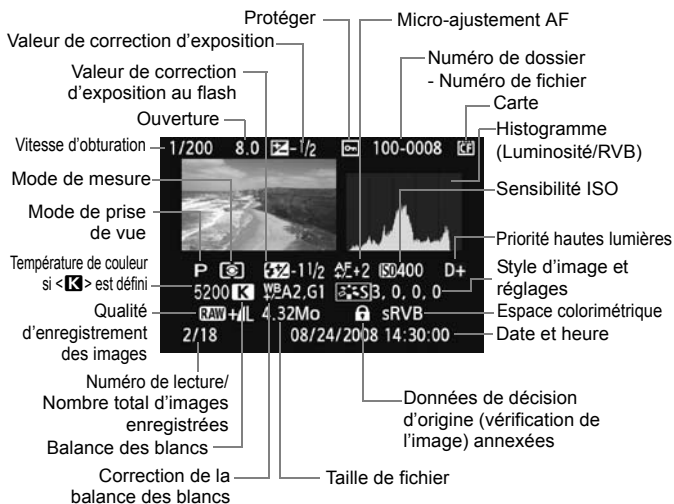 Protéger
Micro-ajustement AF
Valeur de correction d'exposition
Numéro de dossier
- Numéro de fichier
Valeur de correction
d'exposition au flash
Carte
Ouverture
Histogramme
(Luminosité/RVB)
Vitesse d'obturation
1/200 8.0 -1/2 100-0008 CF
Mode de mesure
Sensibilité ISO
Mode de prise
de vue
Priorité hautes lumières
P -1 1/2 AF+2 ISO 400 D+
Température de couleur
si <K> est défini
Style d'image et
réglages
5200 K WB A2,G1 S 3, 0, 0, 0
Qualité
d'enregistrement
des images
Espace colorimétrique
RAW+L 4.32Mo sRVB
Date et heure
2/18 08/24/2008 14:30:00
Numéro de lecture/
Nombre total d'images
enregistrées
Données de décision
d'origine (vérification de
l'image) annexées
Balance des blancs
Correction de la
balance des blancs
Taille de fichier